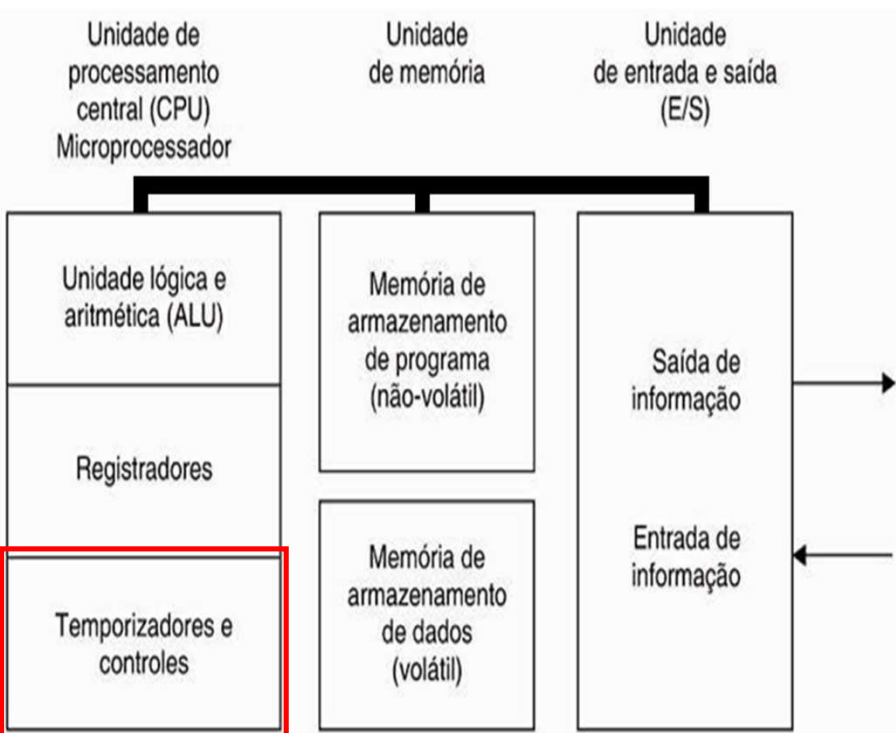 Unidade de
processamento
central (CPU)
Microprocessador
Unidade
de memória
Unidade
de entrada e saída
(E/S)
Unidade lógica e
aritmética (ALU)
Registradores
Temporizadores e
controles
Memória de
armazenamento
de programa
(não-volátil)
Memória de
armazenamento
de dados
(volátil)
Saída de
informação
Entrada de
informação